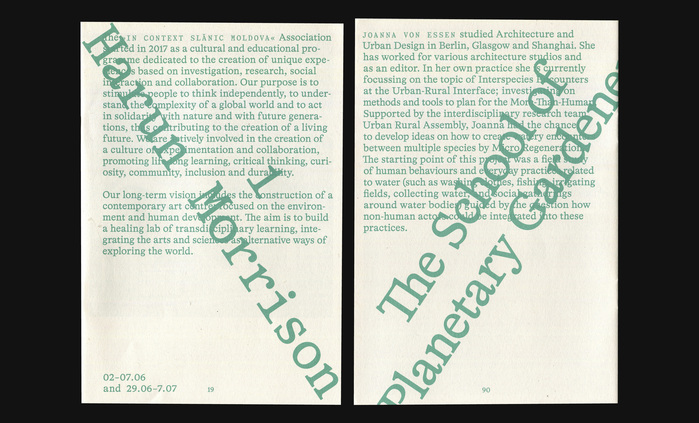 The »IN CONTEXT SLĂNIC MOLDOVA« Association
started in 2017 as a cultural and educational pro-
gramme dedicated to the creation of unique expe-
riences based on investigation, research, social
interaction and collaboration. Our purpose is to
stimulate people to think independently, to under-
stand the complexity of a global world and to act
in solidarity with nature and with future genera-
tions, thus contributing to the creation of a living
future. We are actively involved in the creation of
a culture of experimentation and collaboration,
promoting lifelong learning, critical thinking, curi-
osity, community, inclusion and durability.
Our long-term vision includes the construction of a
contemporary art centre focused on the environ-
ment and human development. The aim is to build
a healing lab of transdisciplinary learning, inte-
grating the arts and sciences as alternative ways of
exploring the world.
Harun I Morrison
02-07.06
and 29.06-7.07
19
JOANNA VON ESSEN studied Architecture and
Urban Design in Berlin, Glasgow and Shanghai. She
has worked for various architecture studios and
as an editor. In her own practice she is currently
focussing on the topic of Interspecies Encounters
at the Urban-Rural Interface; investigating
methods and tools to plan for the More-Than-Human.
Supported by the interdisciplinary research team
Urban Rural Assembly, Joanna had the chance
to develop ideas on how to create every encounters
between multiple species by Micro Regeneration.
The starting point of this project was a field study
of human behaviours and everyday practices related
to water (such as washing clothes, fishing, irrigating
fields, collecting water and social gatherings
around water bodies) guided by the question how
non-human actors could be integrated into these
practices.
The School of
Planetary Gardene
90